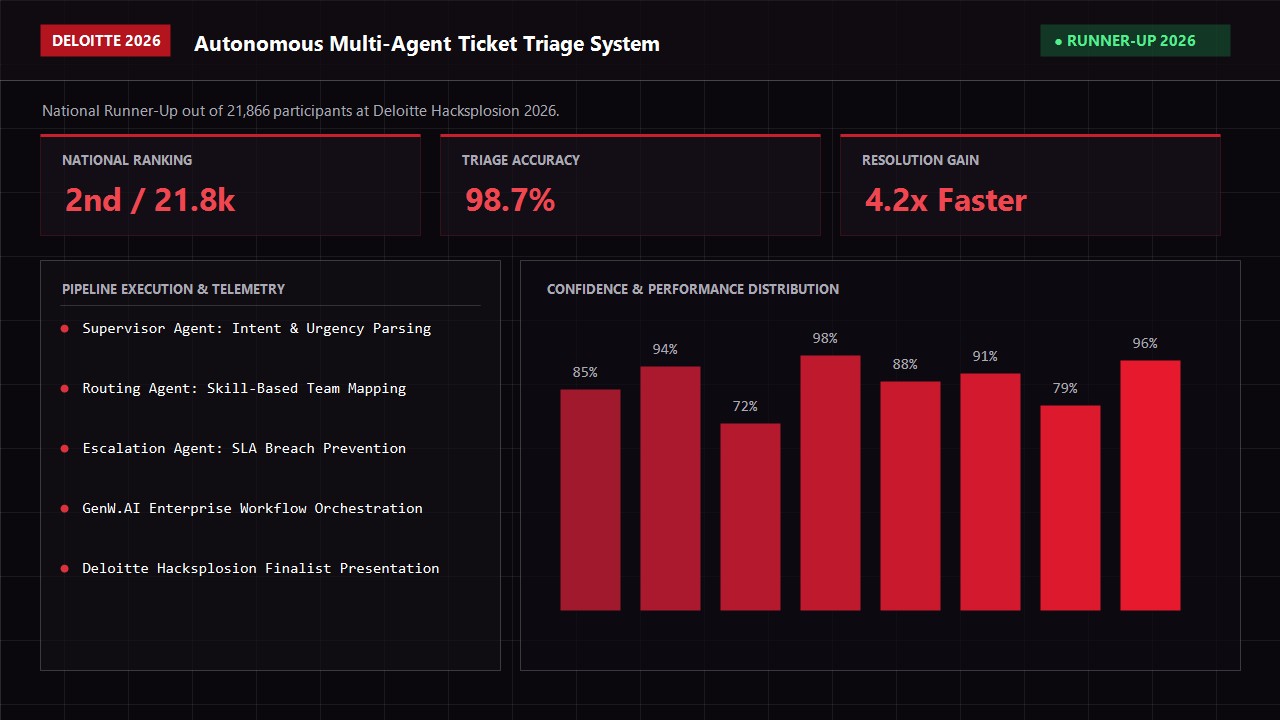 DELOITTE 2026
Autonomous Multi-Agent Ticket Triage System
● RUNNER-UP 2026
National Runner-Up out of 21,866 participants at Deloitte Hacksplosion 2026.
NATIONAL RANKING
2nd / 21.8k
TRIAGE ACCURACY
98.7%
RESOLUTION GAIN
4.2x Faster
PIPELINE EXECUTION & TELEMETRY
Supervisor Agent: Intent & Urgency Parsing
Routing Agent: Skill-Based Team Mapping
Escalation Agent: SLA Breach Prevention
GenW.AI Enterprise Workflow Orchestration
Deloitte Hacksplosion Finalist Presentation
CONFIDENCE & PERFORMANCE DISTRIBUTION
85%
94%
72%
98%
88%
91%
79%
96%